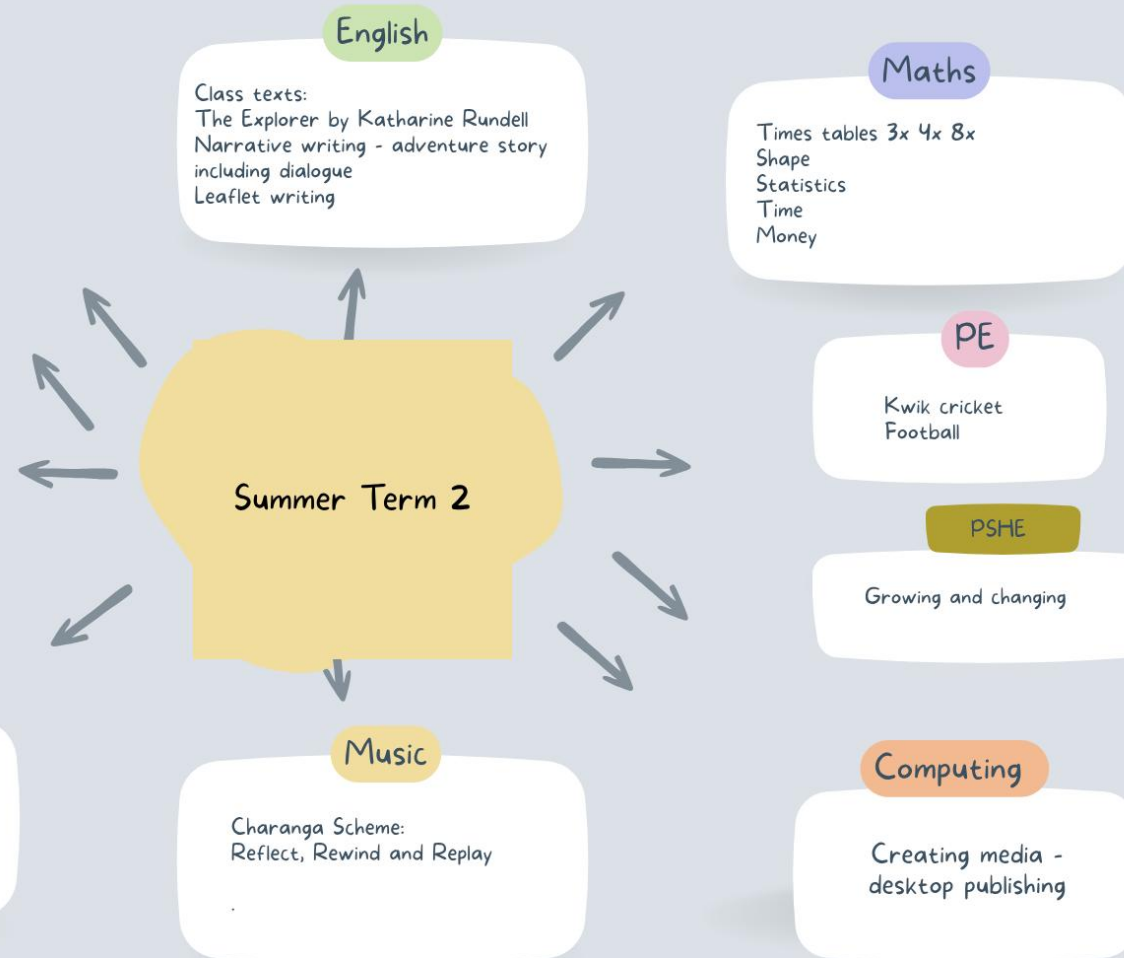 English
Class texts:
The Explorer by Katharine Rundell
Narrative writing - adventure story
including dialogue
Leaflet writing
Maths
Times tables 3x 4x 8x
Shape
Statistics
Time
Money
PE
Kwik cricket
Football
Summer Term 2
PSHE
Growing and changing
Music
Charanga Scheme:
Reflect, Rewind and Replay
.
Computing
Creating media -
desktop publishing